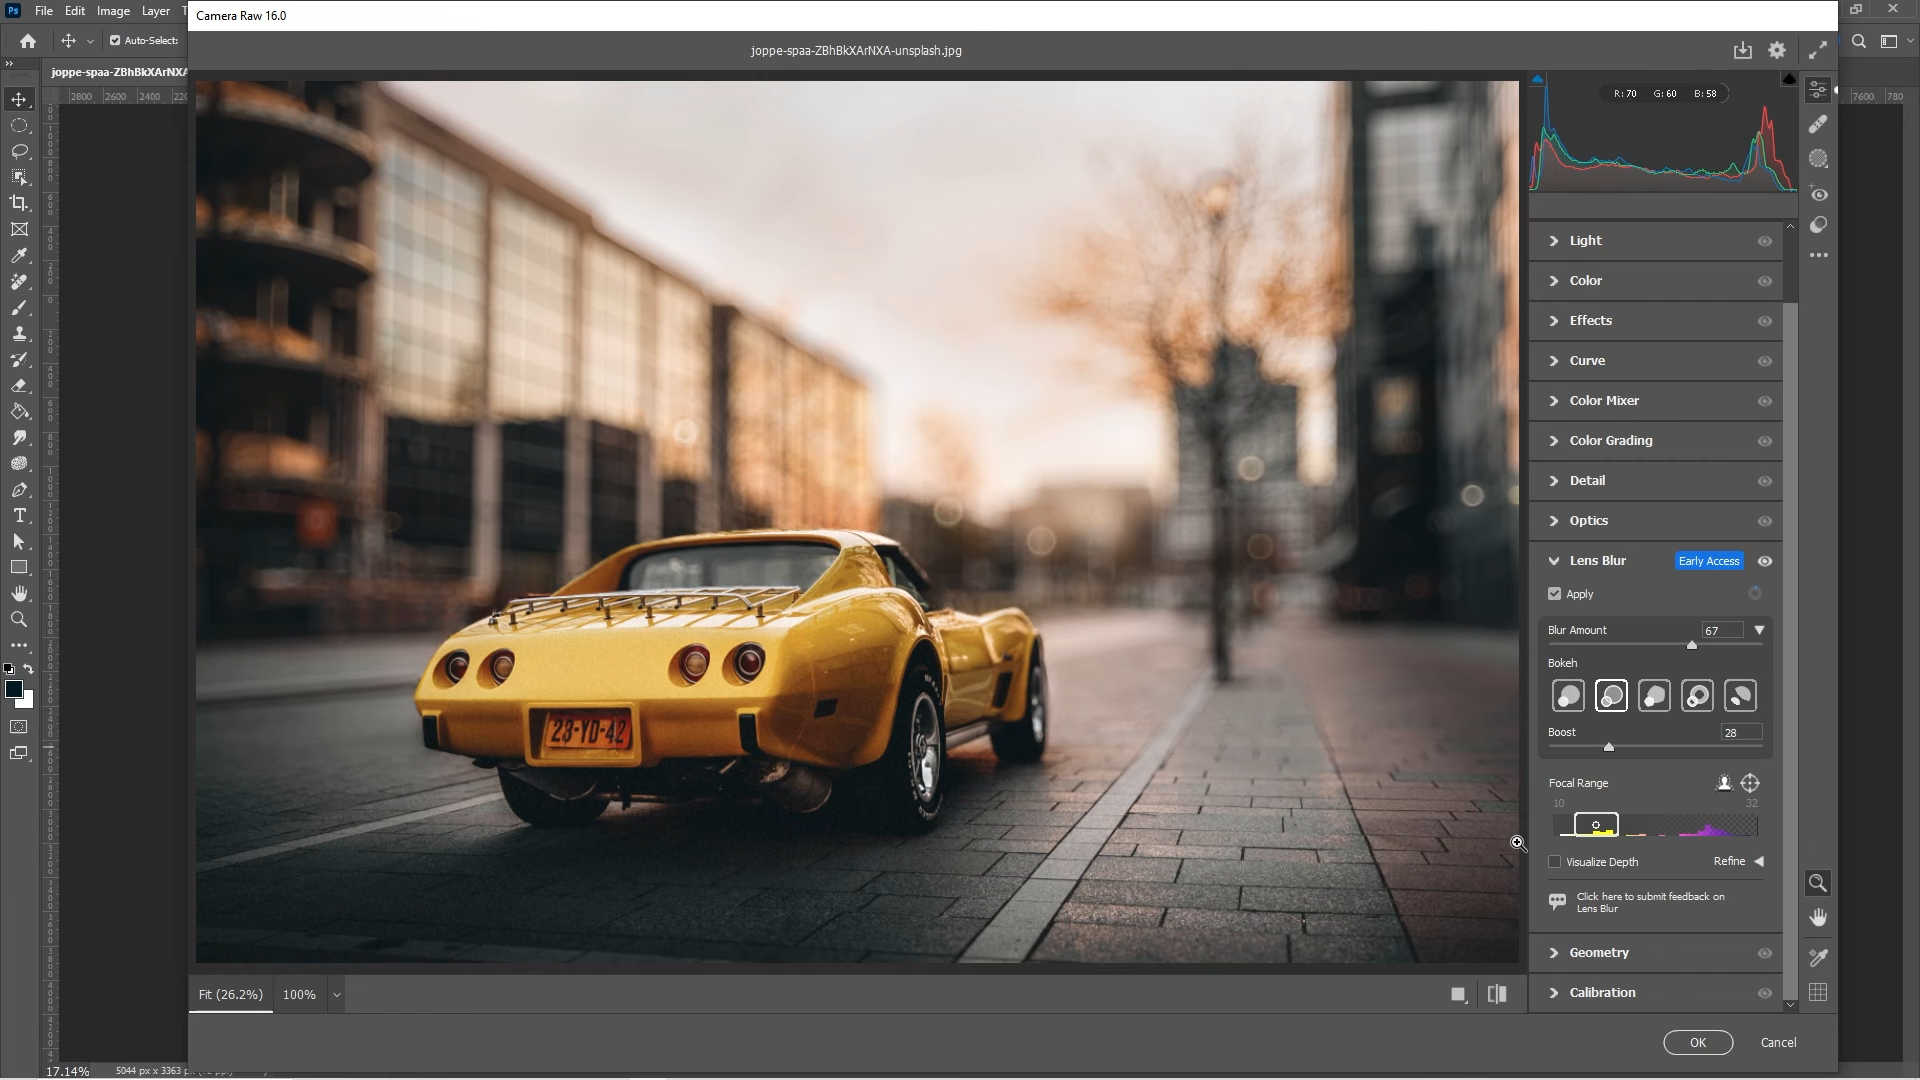 Camera Raw 16.0
Ps File Edit Image Layer T
Auto-Select:
joppe-spaa-ZBhBkXArNXA-unsplash.jpg
joppe-spaa-ZBhBkXArNXA
2800 2600 2400 220
7600 780
R: 70 G: 60 B: 58
Light
Color
Effects
Curve
Color Mixer
Color Grading
Detail
Optics
Lens Blur Early Access
Apply
Blur Amount 67
Bokeh
Boost 28
23-YD-42
Focal Range
10 32
Visualize Depth Refine
Click here to submit feedback on
Lens Blur
Geometry
Calibration
Fit (26.2%) 100%
OK Cancel
17.14% 5044 px x 3363